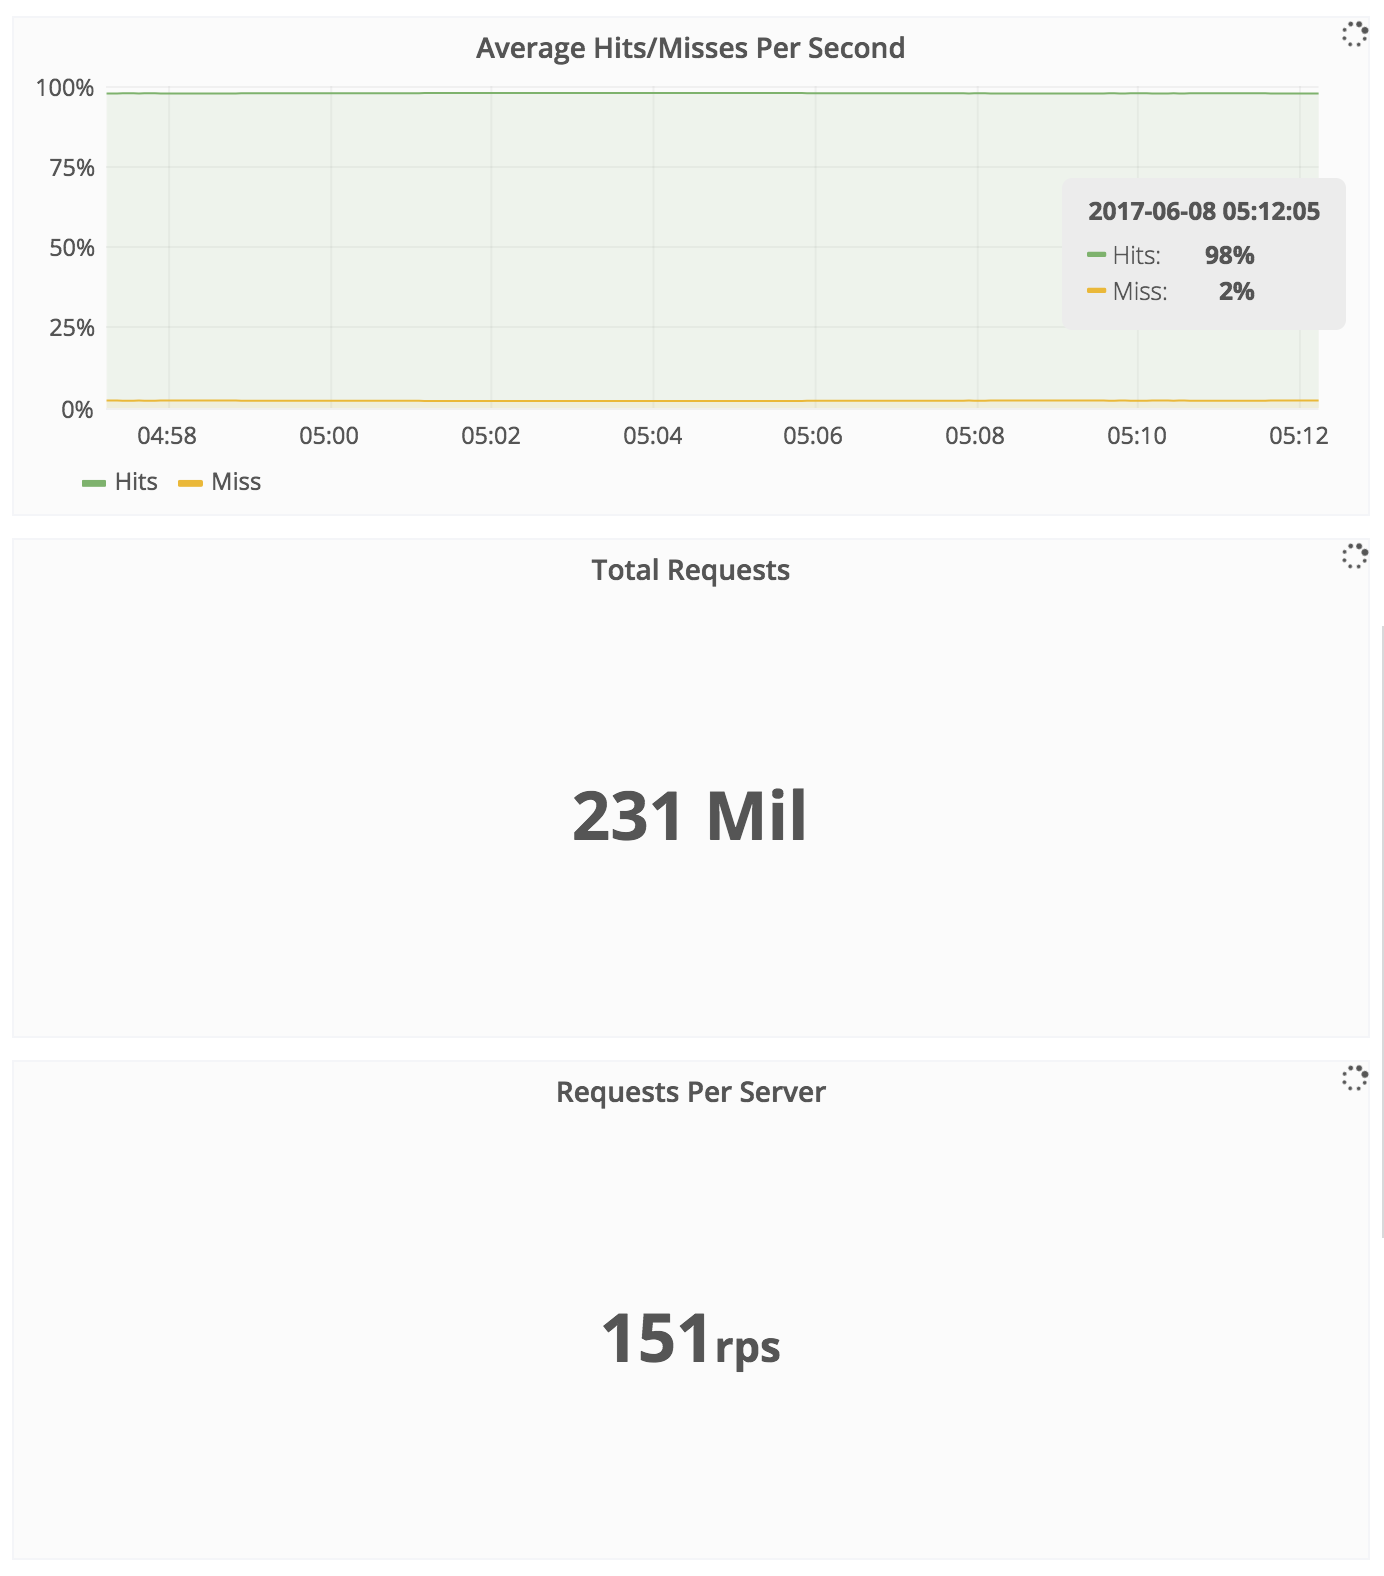 Average Hits/Misses Per Second
100%
75%
50%
25%
0%
2017-06-08 05:12:05
Hits: 98%
Miss: 2%
04:58 05:00 05:02 05:04 05:06 05:08 05:10 05:12
Hits Miss
Total Requests
231 Mil
Requests Per Server
151rps